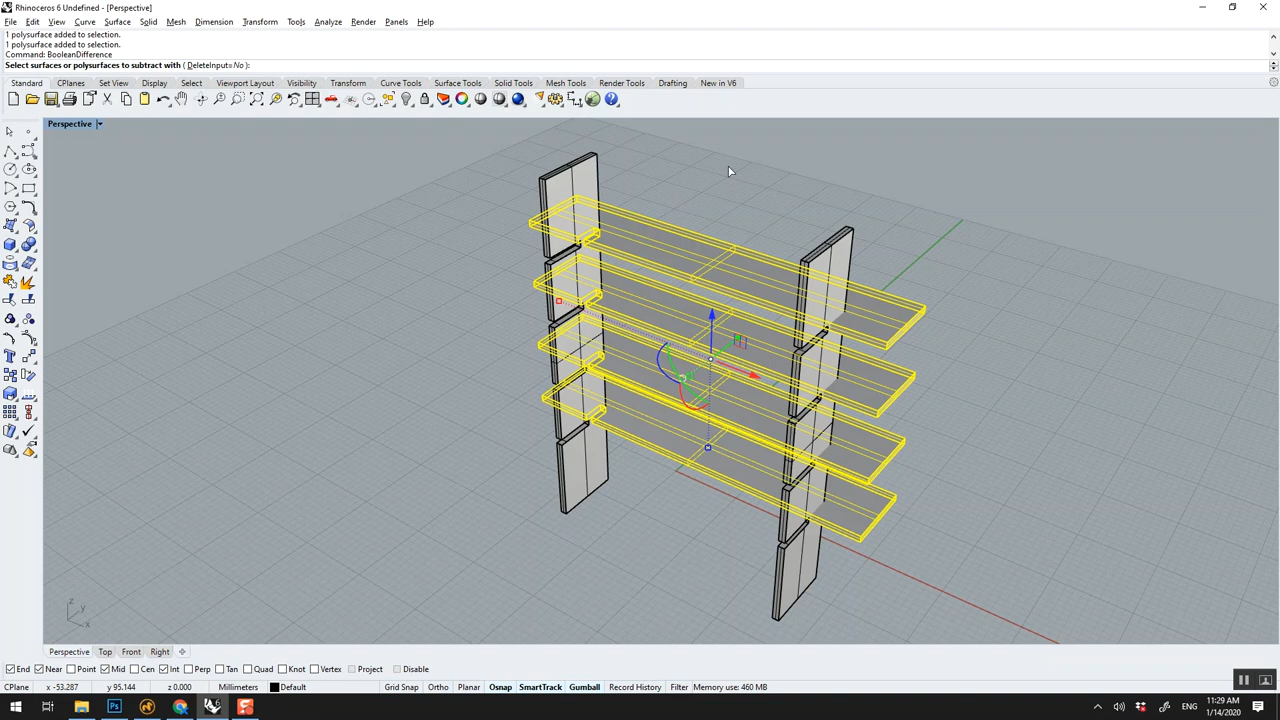 Rhinoceros 6 Undefined - [Perspective]
File Edit View Curve Surface Solid Mesh Dimension Transform Tools Analyze Render Panels Help
1 polysurface added to selection.
1 polysurface added to selection.
Command: BooleanDifference
Select surfaces or polysurfaces to subtract with ( DeleteInput=No ):
Standard CPlanes Set View Display Select Viewport Layout Visibility Transform Curve Tools Surface Tools Solid Tools Mesh Tools Render Tools Drafting New in V6
Perspective
z y x
Perspective Top Front Right
End Near Point Mid Cen Int Perp Tan Quad Knot Vertex Project Disable
CPlane x -53.287 y 95.144 z 0.000 Millimeters Default Grid Snap Ortho Planar Osnap SmartTrack Gumball Record History Filter Memory use: 460 MB
ENG 11:29 AM
1/14/2020